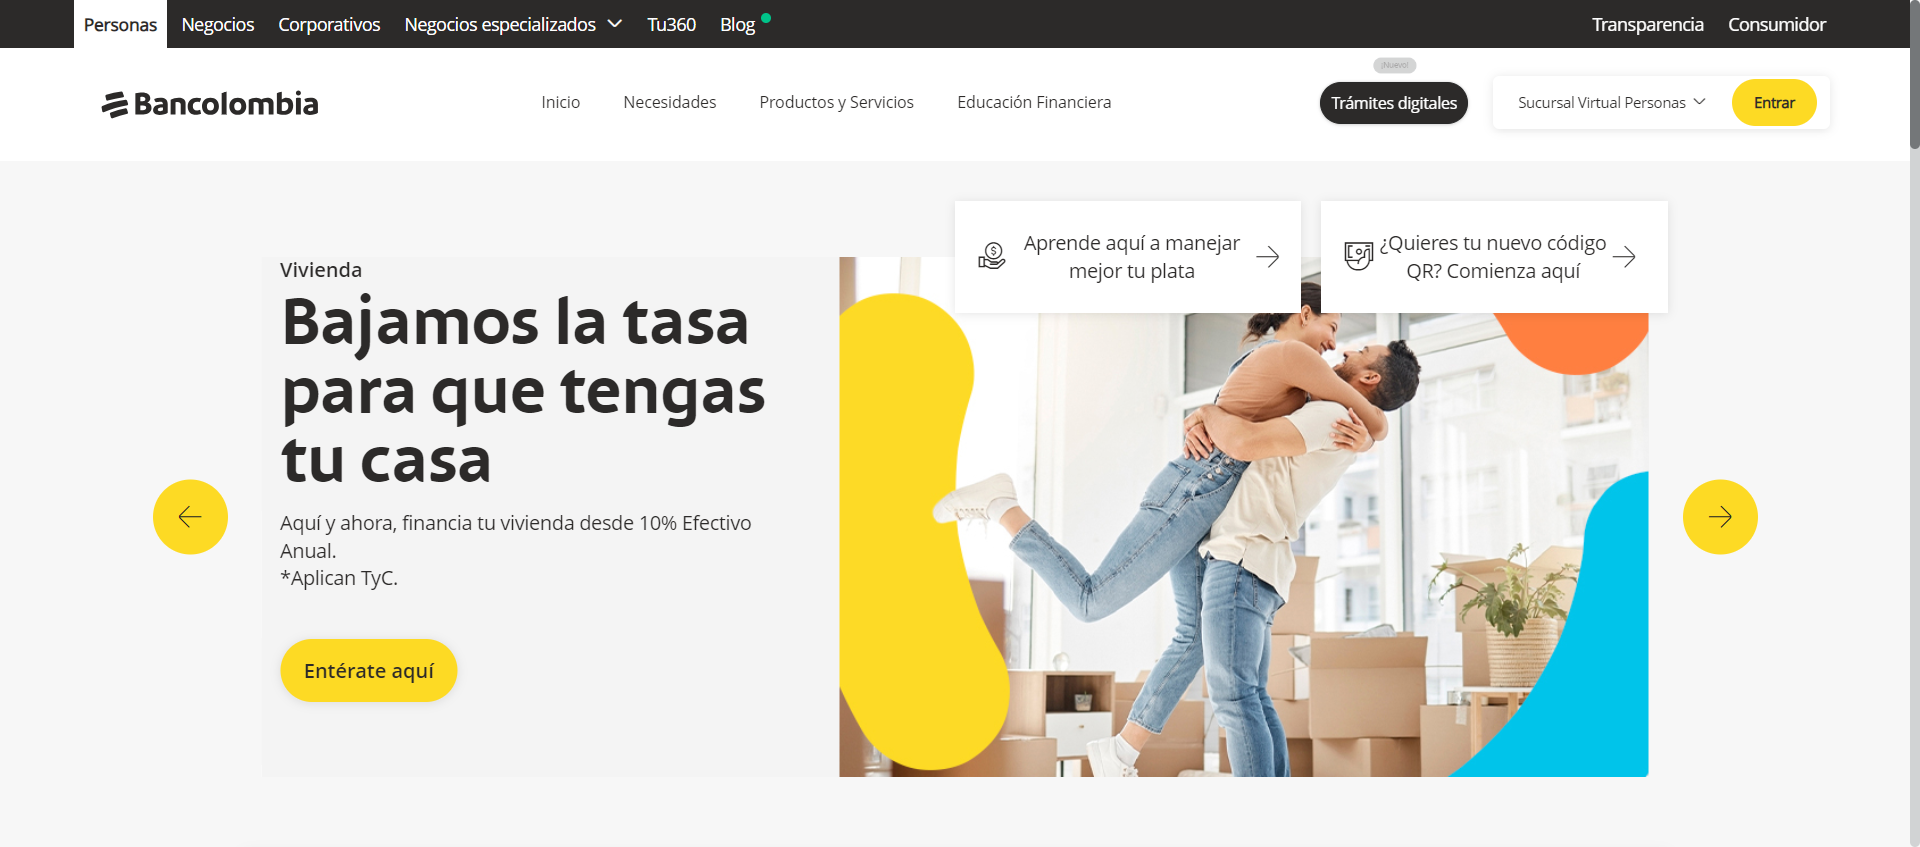 Personas Negocios Corporativos Negocios especializados Tu360 Blog Transparencia Consumidor
¡Nuevo!
Bancolombia Inicio Necesidades Productos y Servicios Educación Financiera Trámites digitales Sucursal Virtual Personas Entrar
Aprende aquí a manejar
mejor tu plata
¿Quieres tu nuevo código
QR? Comienza aquí
Vivienda
Bajamos la tasa
para que tengas
tu casa
Aquí y ahora, financia tu vivienda desde 10% Efectivo
Anual.
*Aplican TyC.
Entérate aquí